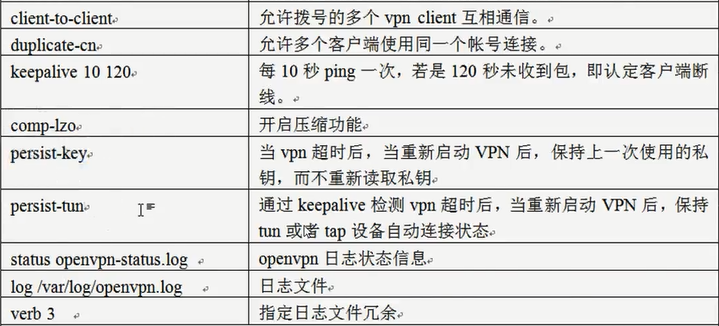 client-to-client 允许拨号的多个 vpn client 互相通信。
duplicate-cn 允许多个客户端使用同一个帐号连接。
keepalive 10 120 每 10 秒 ping 一次，若是 120 秒未收到包，即认定客户端断
线。
comp-lzo 开启压缩功能
persist-key 当 vpn 超时后，当重新启动 VPN 后，保持上一次使用的私
钥，而不重新读取私钥
persist-tun 通过 keepalive 检测 vpn 超时后，当重新启动 VPN 后，保持
tun 或啫 tap 设备自动连接状态
status openvpn-status.log openvpn 日志状态信息
log /var/log/openvpn.log 日志文件
verb 3 指定日志文件冗余